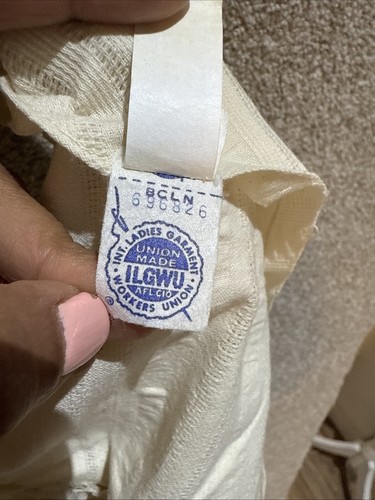 BCLN
696826
INT. LADIES GARMENT
UNION
MADE
ILGWU
AFL CIO
WORKERS UNION
®